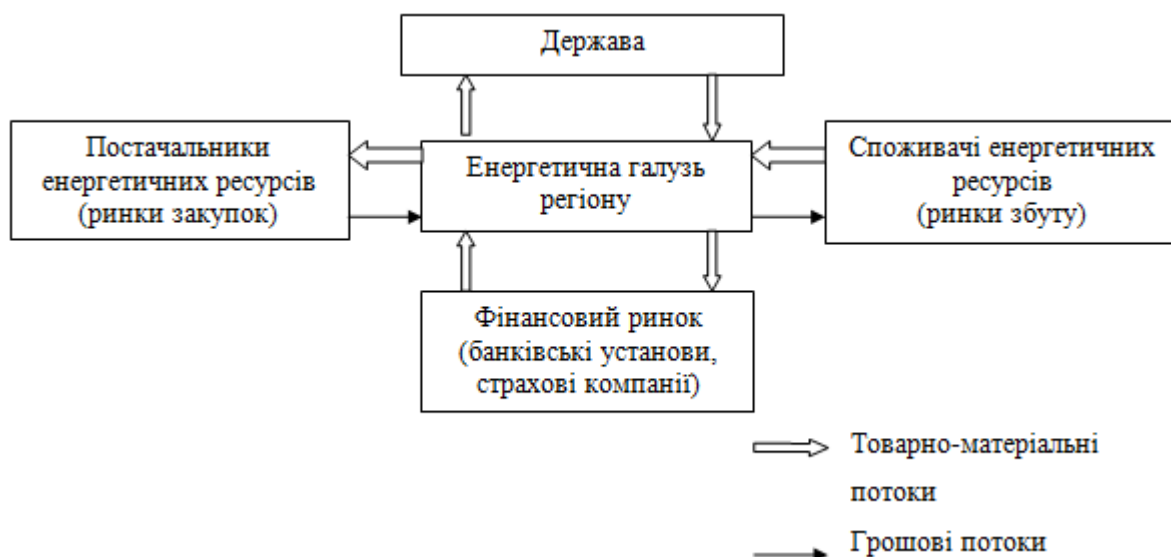 Держава
Постачальники
енергетичних ресурсів
(ринки закупок)
Енергетична галузь
регіону
Споживачі енергетичних
ресурсів
(ринки збуту)
Фінансовий ринок
(банківські установи,
страхові компанії)
Товарно-матеріальні
потоки
Грошові потоки